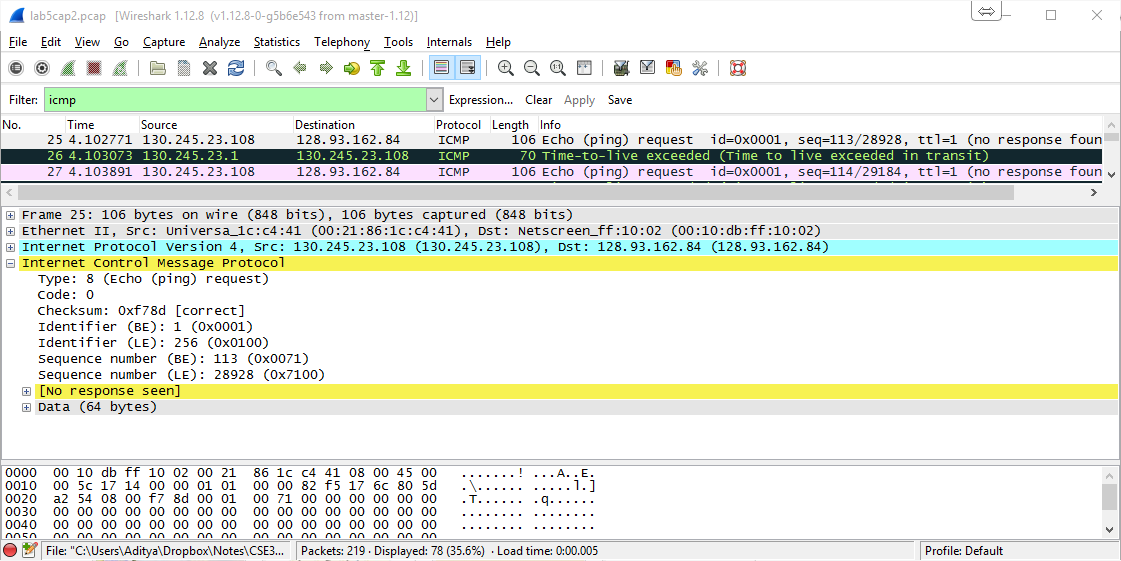 lab5cap2.pcap [Wireshark 1.12.8 (v1.12.8-0-g5b6e543 from master-1.12)]
File Edit View Go Capture Analyze Statistics Telephony Tools Internals Help
Filter: icmp Expression... Clear Apply Save
No. Time Source Destination Protocol Length Info
25 4.102771 130.245.23.108 128.93.162.84 ICMP 106 Echo (ping) request id=0x0001, seq=113/28928, ttl=1 (no response foun
26 4.103073 130.245.23.1 130.245.23.108 ICMP 70 Time-to-live exceeded (Time to live exceeded in transit)
27 4.103891 130.245.23.108 128.93.162.84 ICMP 106 Echo (ping) request id=0x0001, seq=114/29184, ttl=1 (no response foun
Frame 25: 106 bytes on wire (848 bits), 106 bytes captured (848 bits)
Ethernet II, Src: Universa_1c:c4:41 (00:21:86:1c:c4:41), Dst: Netscreen_ff:10:02 (00:10:db:ff:10:02)
Internet Protocol Version 4, Src: 130.245.23.108 (130.245.23.108), Dst: 128.93.162.84 (128.93.162.84)
Internet Control Message Protocol
Type: 8 (Echo (ping) request)
Code: 0
Checksum: 0xf78d [correct]
Identifier (BE): 1 (0x0001)
Identifier (LE): 256 (0x0100)
Sequence number (BE): 113 (0x0071)
Sequence number (LE): 28928 (0x7100)
[No response seen]
Data (64 bytes)
0000 00 10 db ff 10 02 00 21 86 1c c4 41 08 00 45 00 .......! ...A..E.
0010 00 5c 17 14 00 00 01 01 00 00 82 f5 17 6c 80 5d .\...... .....l.]
0020 a2 54 08 00 f7 8d 00 01 00 71 00 00 00 00 00 00 .T...... .q......
0030 00 00 00 00 00 00 00 00 00 00 00 00 00 00 00 00 ........ ........
0040 00 00 00 00 00 00 00 00 00 00 00 00 00 00 00 00 ........ ........
File: "C:\Users\Aditya\Dropbox\Notes\CSE3... Packets: 219 · Displayed: 78 (35.6%) · Load time: 0:00.005 Profile: Default